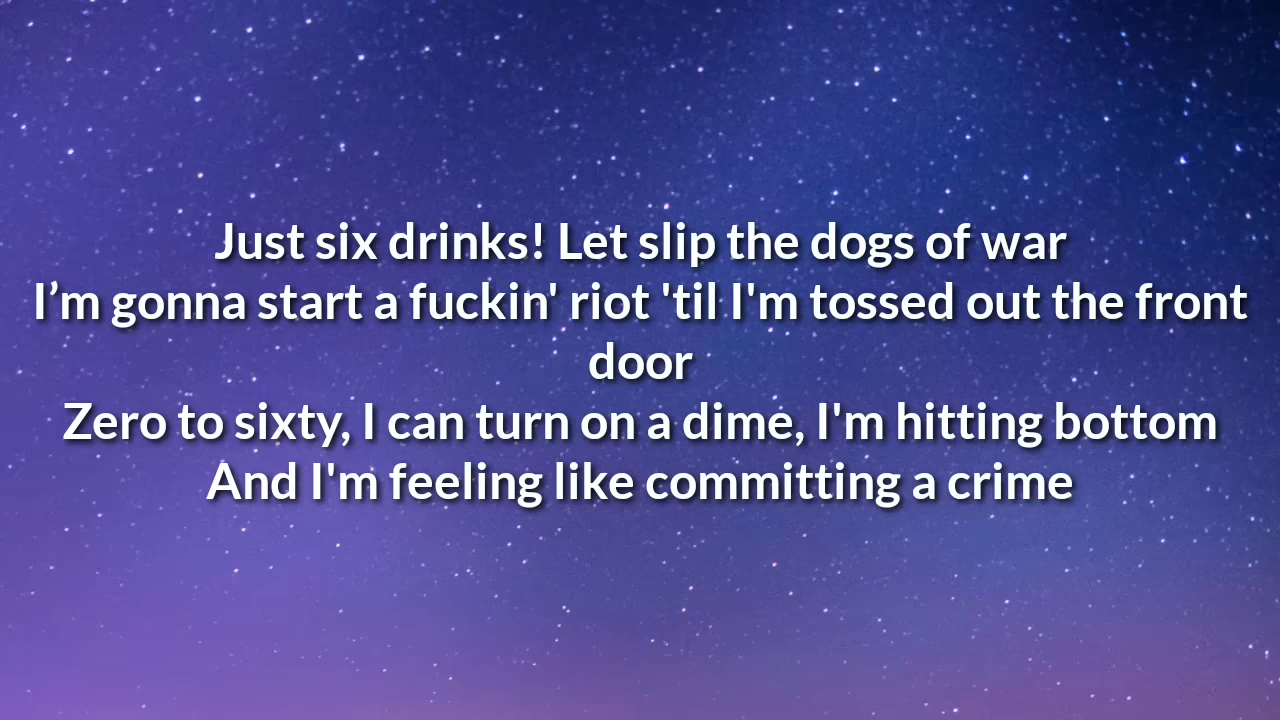 Just six drinks! Let slip the dogs of war
I’m gonna start a fuckin' riot 'til I'm tossed out the front
door
Zero to sixty, I can turn on a dime, I'm hitting bottom
And I'm feeling like committing a crime